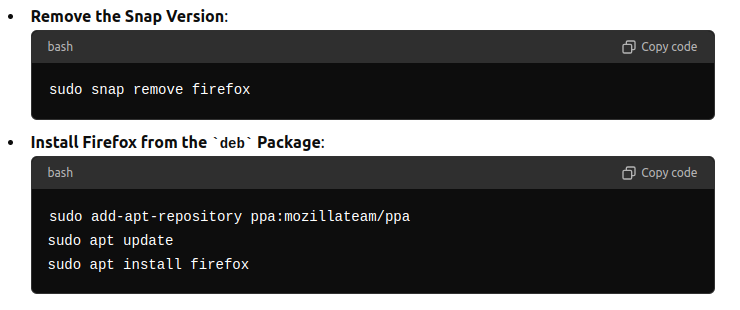 • Remove the Snap Version:
bash Copy code
sudo snap remove firefox
• Install Firefox from the `deb` Package:
bash Copy code
sudo add-apt-repository ppa:mozillateam/ppa
sudo apt update
sudo apt install firefox